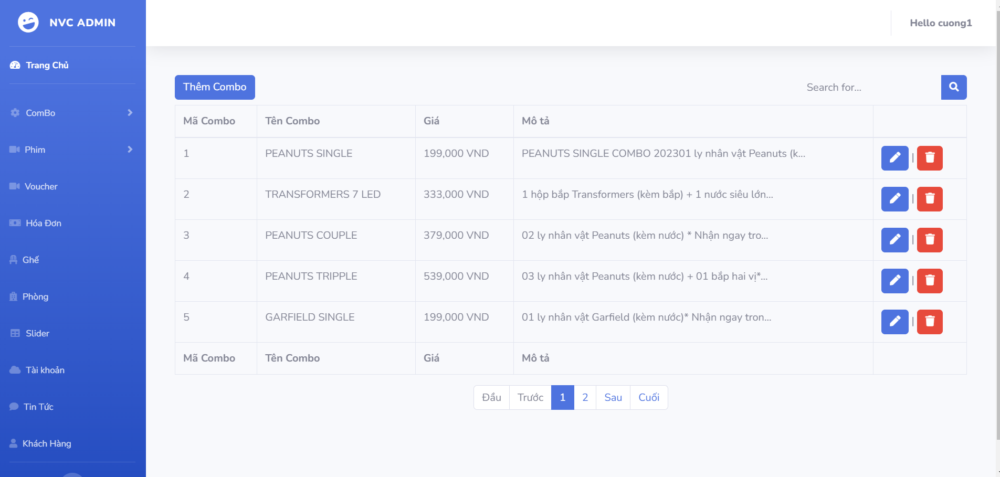 NVC ADMIN
Hello cuong1
Trang Chủ
ComBo
Phim
Voucher
Hóa Đơn
Ghế
Phòng
Slider
Tài khoản
Tin Tức
Khách Hàng
Thêm Combo
Search for...
Mã Combo Tên Combo Giá Mô tả
1 PEANUTS SINGLE 199,000 VND PEANUTS SINGLE COMBO 202301 ly nhân vật Peanuts (k... |
2 TRANSFORMERS 7 LED 333,000 VND 1 hộp bắp Transformers (kèm bắp) + 1 nước siêu lớn... |
3 PEANUTS COUPLE 379,000 VND 02 ly nhân vật Peanuts (kèm nước) * Nhận ngay tro... |
4 PEANUTS TRIPPLE 539,000 VND 03 ly nhân vật Peanuts (kèm nước) + 01 bắp hai vị*... |
5 GARFIELD SINGLE 199,000 VND 01 ly nhân vật Garfield (kèm nước)* Nhận ngay tron... |
Mã Combo Tên Combo Giá Mô tả
Đầu Trước 1 2 Sau Cuối